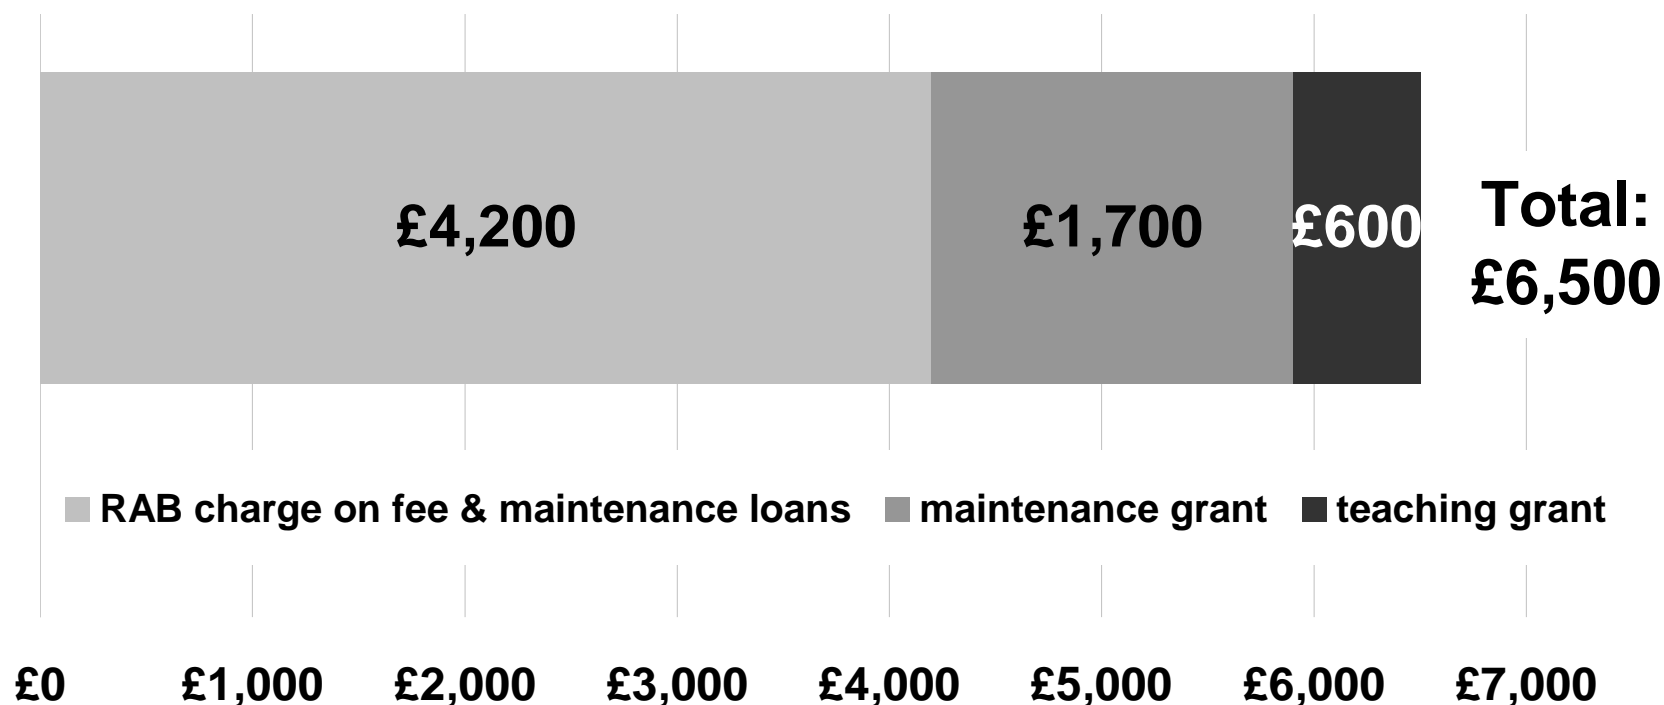 £4,200 £1,700 £600
Total:
£6,500
RAB charge on fee & maintenance loans maintenance grant teaching grant
£0 £1,000 £2,000 £3,000 £4,000 £5,000 £6,000 £7,000